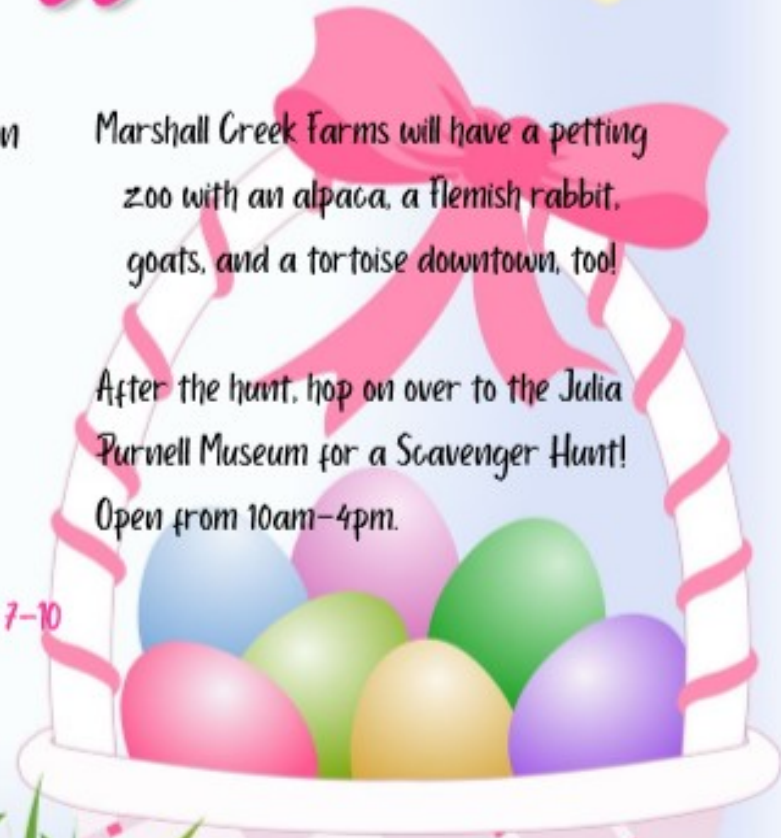 n
Marshall Creek Farms will have a petting
zoo with an alpaca, a flemish rabbit,
goats, and a tortoise downtown, too!
After the hunt, hop on over to the Julia
Purnell Museum for a Scavenger Hunt!
Open from 10am-4pm.
7-10